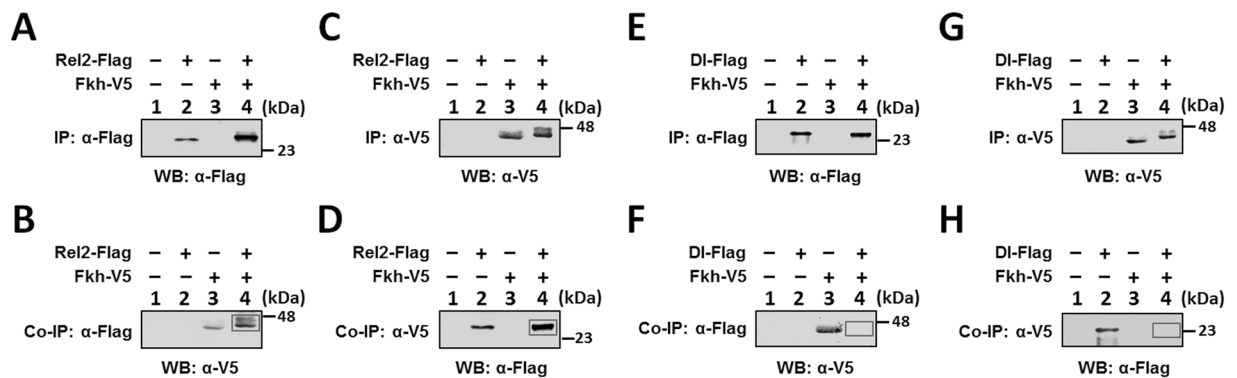 A
Rel2-Flag − + − +
Fkh-V5 − − + +
1 2 3 4 (kDa)
IP: α-Flag
23
WB: α-Flag
C
Rel2-Flag − + − +
Fkh-V5 − − + +
1 2 3 4 (kDa)
IP: α-V5
48
WB: α-V5
E
Dl-Flag − + − +
Fkh-V5 − − + +
1 2 3 4 (kDa)
IP: α-Flag
23
WB: α-Flag
G
Dl-Flag − + − +
Fkh-V5 − − + +
1 2 3 4 (kDa)
IP: α-V5
48
WB: α-V5
B
Rel2-Flag − + − +
Fkh-V5 − − + +
1 2 3 4 (kDa)
Co-IP: α-Flag
48
WB: α-V5
D
Rel2-Flag − + − +
Fkh-V5 − − + +
1 2 3 4 (kDa)
Co-IP: α-V5
23
WB: α-Flag
F
Dl-Flag − + − +
Fkh-V5 − − + +
1 2 3 4 (kDa)
Co-IP: α-Flag
48
WB: α-V5
H
Dl-Flag − + − +
Fkh-V5 − − + +
1 2 3 4 (kDa)
Co-IP: α-V5
23
WB: α-Flag